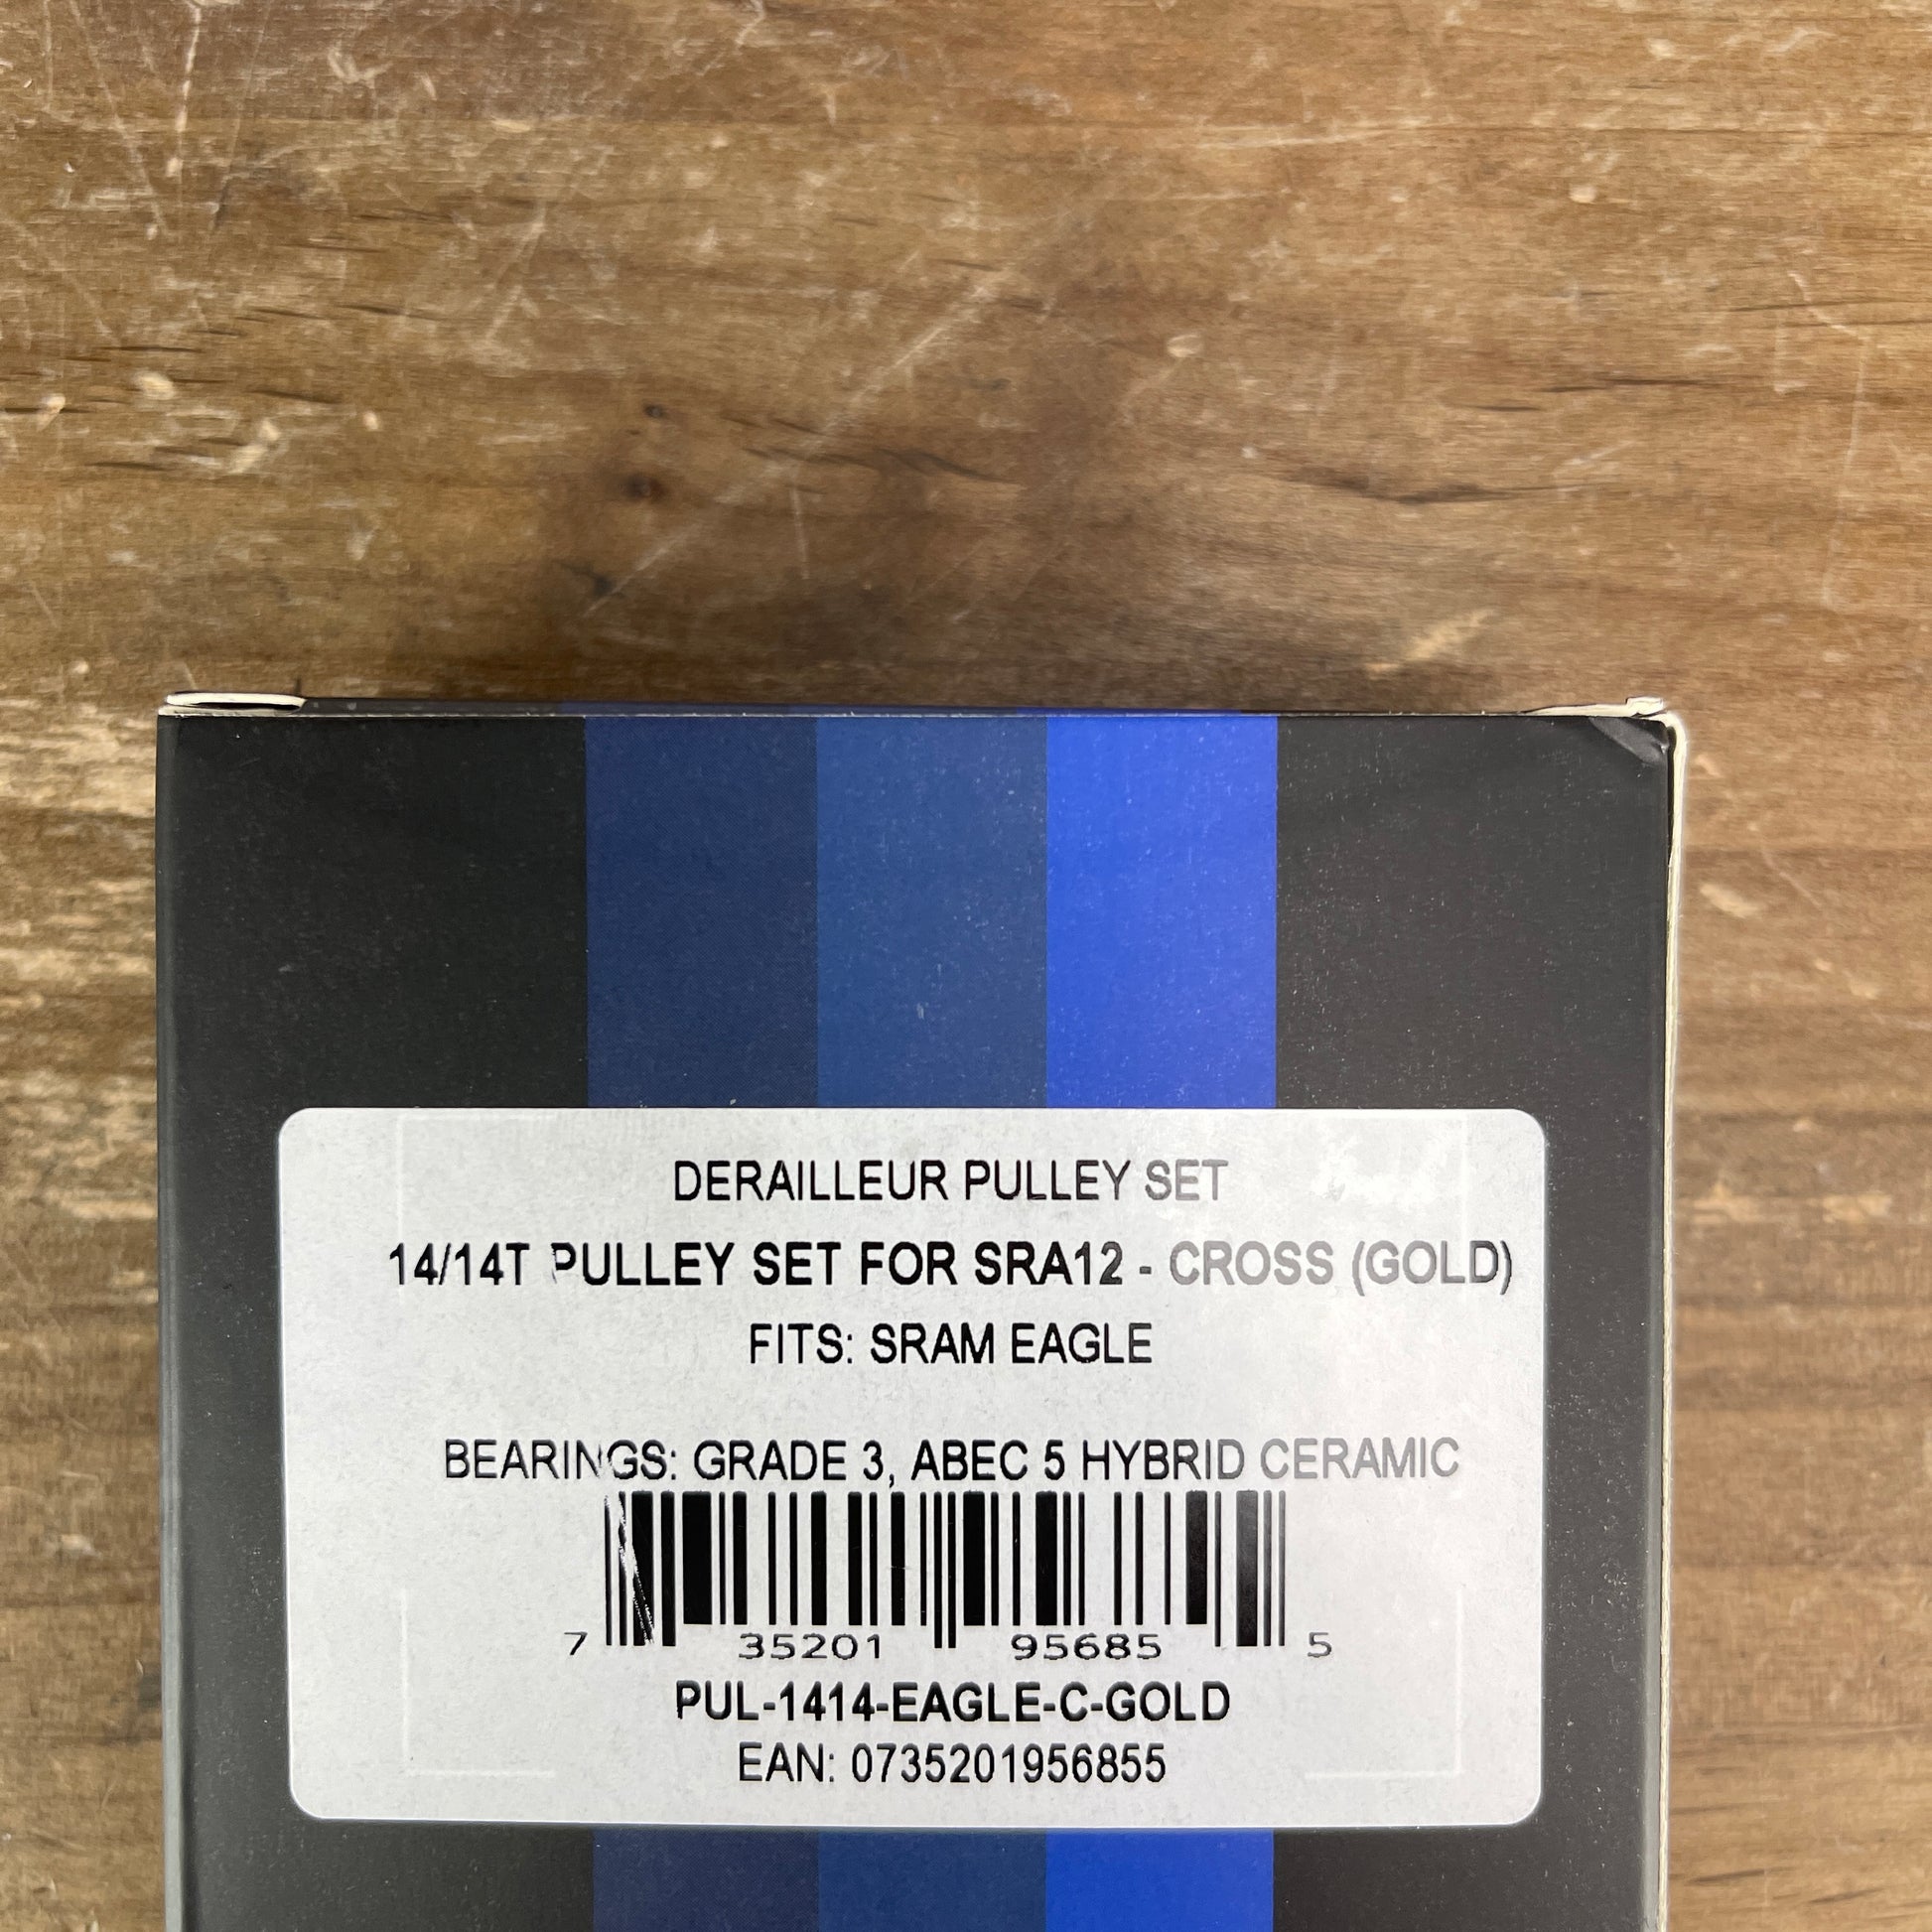 DERAILLEUR PULLEY SET
14/14T PULLEY SET FOR SRA12 - CROSS (GOLD)
FITS: SRAM EAGLE
BEARINGS: GRADE 3, ABEC 5 HYBRID CERAMIC
7 35201 95685 5
PUL-1414-EAGLE-C-GOLD
EAN: 0735201956855